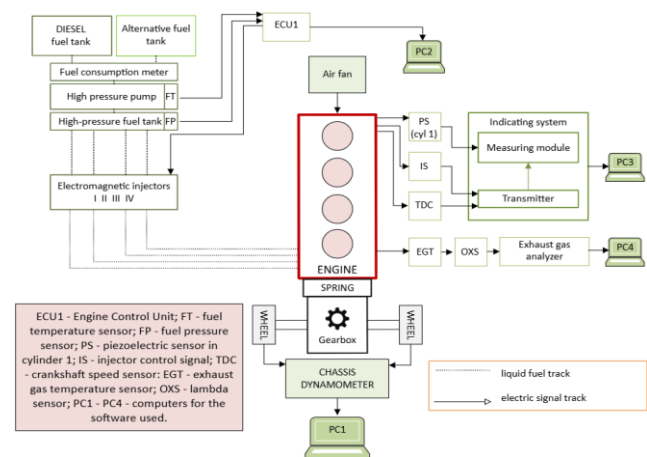 DIESEL
fuel tank
Alternative fuel
tank
ECU1
PC2
Fuel consumption meter
High pressure pump
FT
High-pressure fuel tank
FP
Air fan
Electromagnetic injectors
I II III IV
PS
(cyl 1)
IS
TDC
Indicating system
Measuring module
Transmitter
PC3
EGT
OXS
Exhaust gas
analyzer
PC4
ENGINE
SPRING
WHEEL
Gearbox
WHEEL
CHASSIS
DYNAMOMETER
PC1
ECU1 - Engine Control Unit; FT - fuel
temperature sensor; FP - fuel pressure
sensor; PS - piezoelectric sensor in
cylinder 1; IS - injector control signal; TDC
- crankshaft speed sensor: EGT - exhaust
gas temperature sensor; OXS - lambda
sensor; PC1 - PC4 - computers for the
software used.
liquid fuel track
electric signal track